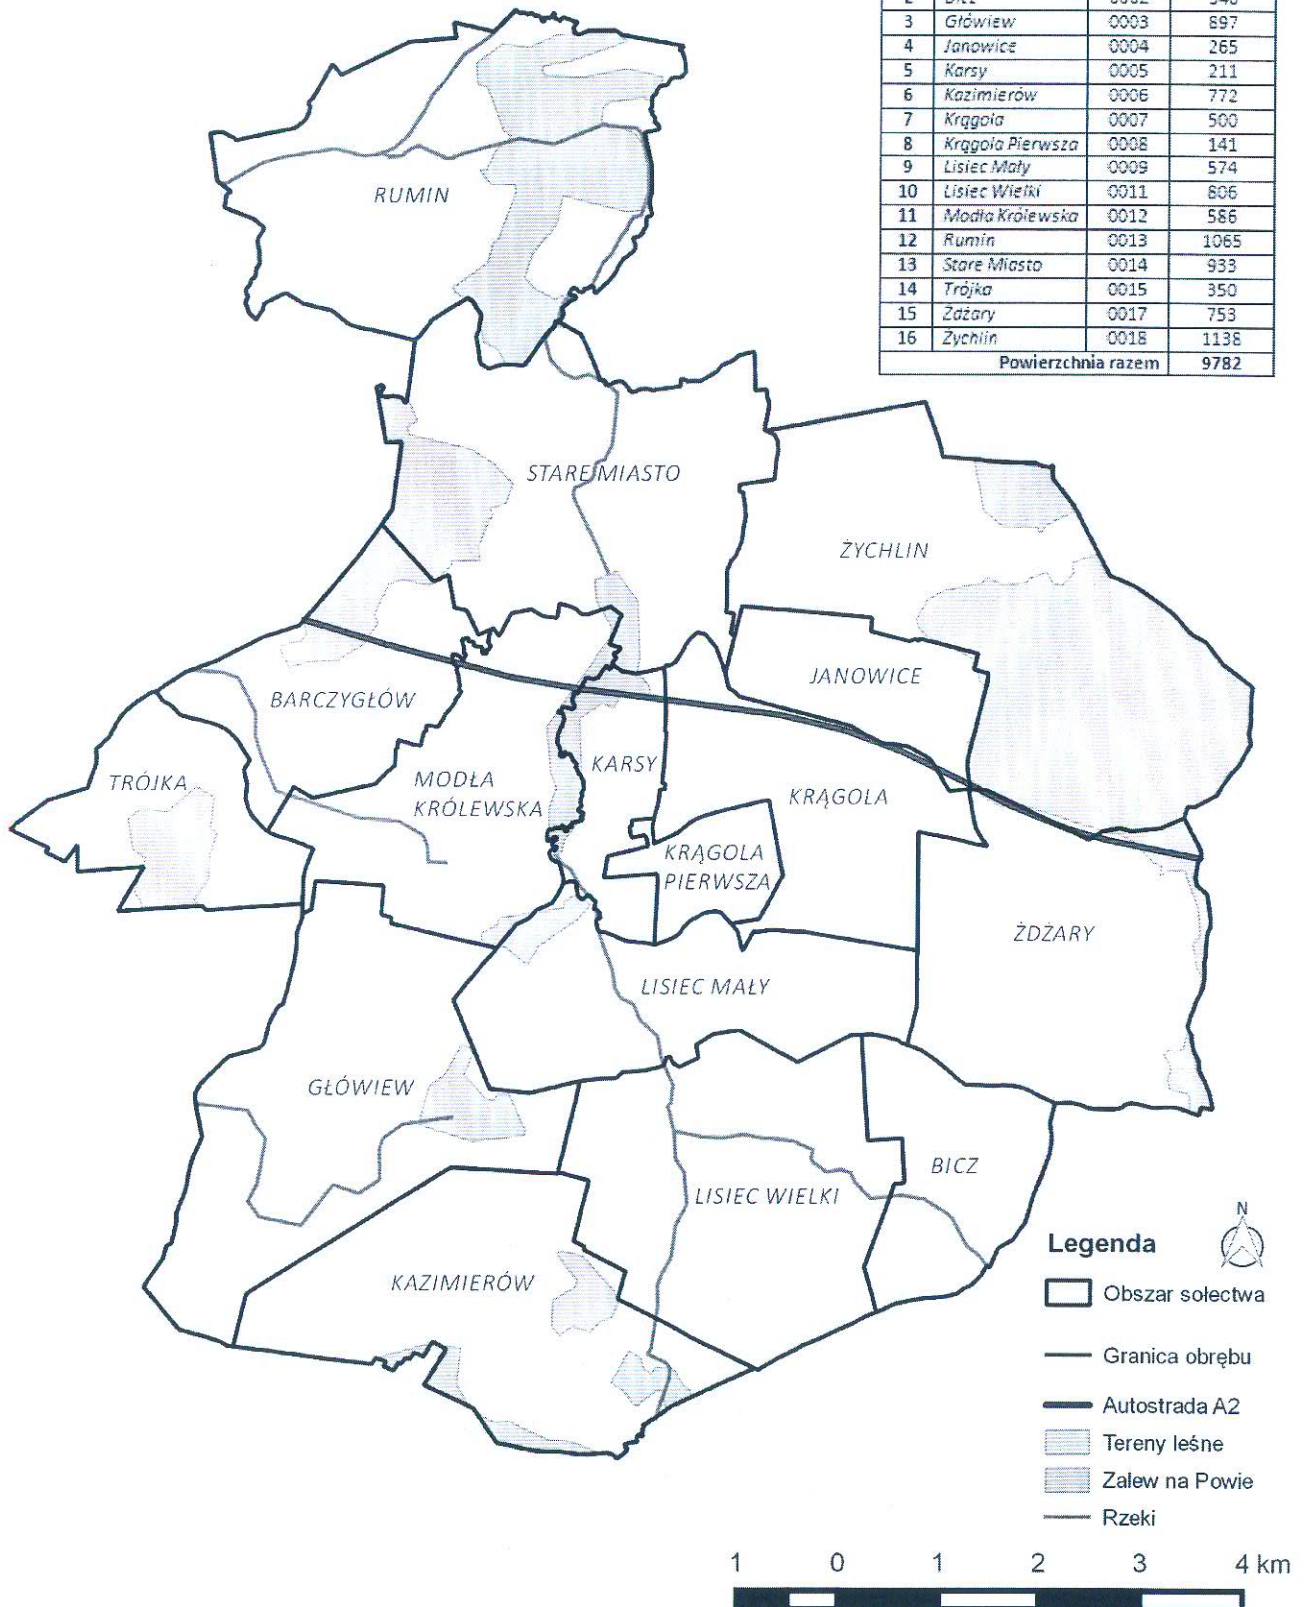 3 Główiew 0003 897
4 Janowice 0004 265
5 Karsy 0005 211
6 Kazimierów 0006 772
7 Krągola 0007 500
8 Krągola Pierwsza 0008 141
9 Lisiec Mały 0009 574
10 Lisiec Wielki 0011 806
11 Modła Królewska 0012 586
12 Rumin 0013 1065
13 Stare Miasto 0014 933
14 Trójka 0015 350
15 Żdżary 0017 753
16 Żychlin 0018 1138
Powierzchnia razem 9782
RUMIN
STARE MIASTO
ŻYCHLIN
JANOWICE
BARCZYGŁÓW
KARSY
TRÓJKA
MODŁA
KRÓLEWSKA
KRĄGOLA
KRĄGOLA
PIERWSZA
ŻDŻARY
LISIEC MAŁY
GŁÓWIEW
BICZ
LISIEC WIELKI
KAZIMIERÓW
N
Legenda
Obszar sołectwa
Granica obrębu
Autostrada A2
Tereny leśne
Zalew na Powie
Rzeki
1 0 1 2 3 4 km